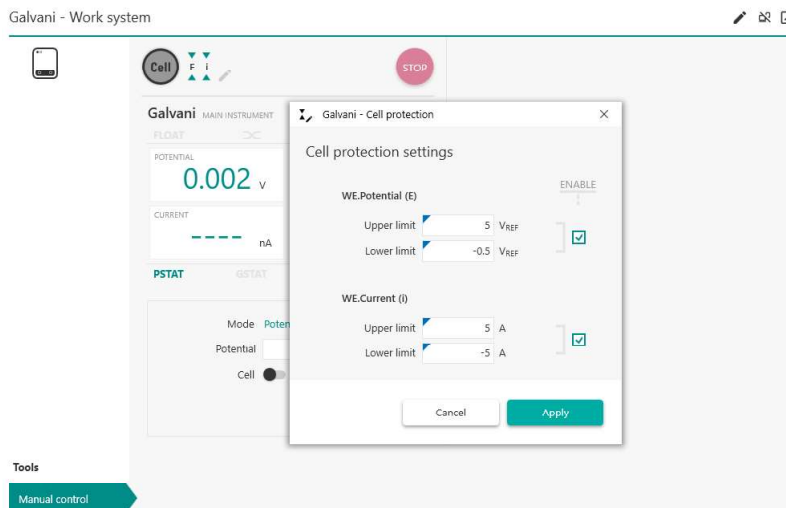 Galvani - Work system
Cell
E i
STOP
Galvani MAIN INSTRUMENT
FLOAT
POTENTIAL
0.002 V
CURRENT
---- nA
PSTAT GSTAT
Mode Poten
Potential
Cell
Galvani - Cell protection
Cell protection settings
ENABLE
WE.Potential (E)
Upper limit 5 VREF
Lower limit -0.5 VREF
WE.Current (i)
Upper limit 5 A
Lower limit -5 A
Cancel Apply
Tools
Manual control